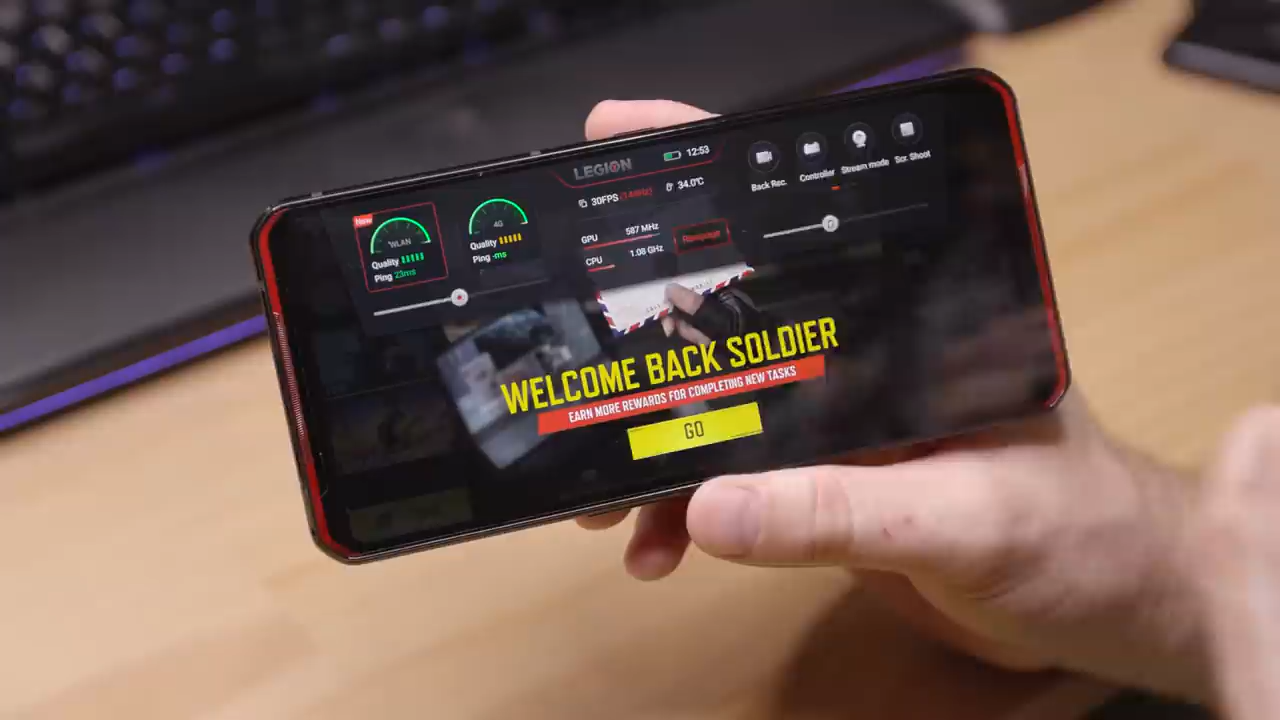 LEGION
12:53
30FPS(144Hz)
34.0°C
GPU
587 MHz
CPU
1.08 GHz
Rampage
New
WLAN
Quality
Ping 23ms
4G
Quality
Ping -ms
Back Rec.
Controller
Stream mode
Scr. Shoot
WELCOME BACK SOLDIER
EARN MORE REWARDS FOR COMPLETING NEW TASKS
GO